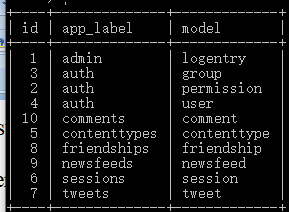 | id | app_label | model |
| 1 | admin | logentry |
| 3 | auth | group |
| 2 | auth | permission |
| 4 | auth | user |
| 10 | comments | comment |
| 5 | contenttypes | contenttype |
| 8 | friendships | friendship |
| 9 | newsfeeds | newsfeed |
| 6 | sessions | session |
| 7 | tweets | tweet |